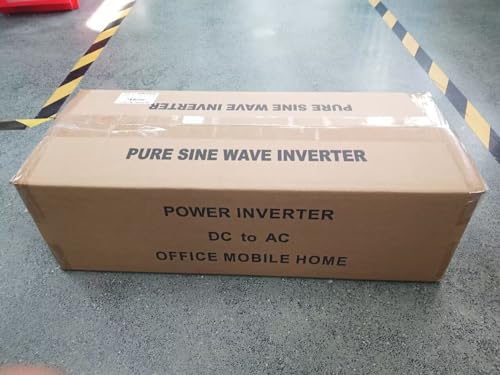 PURE SINE WAVE INVERTER
PURE SINE WAVE INVERTER
POWER INVERTER
DC to AC
OFFICE MOBILE HOME